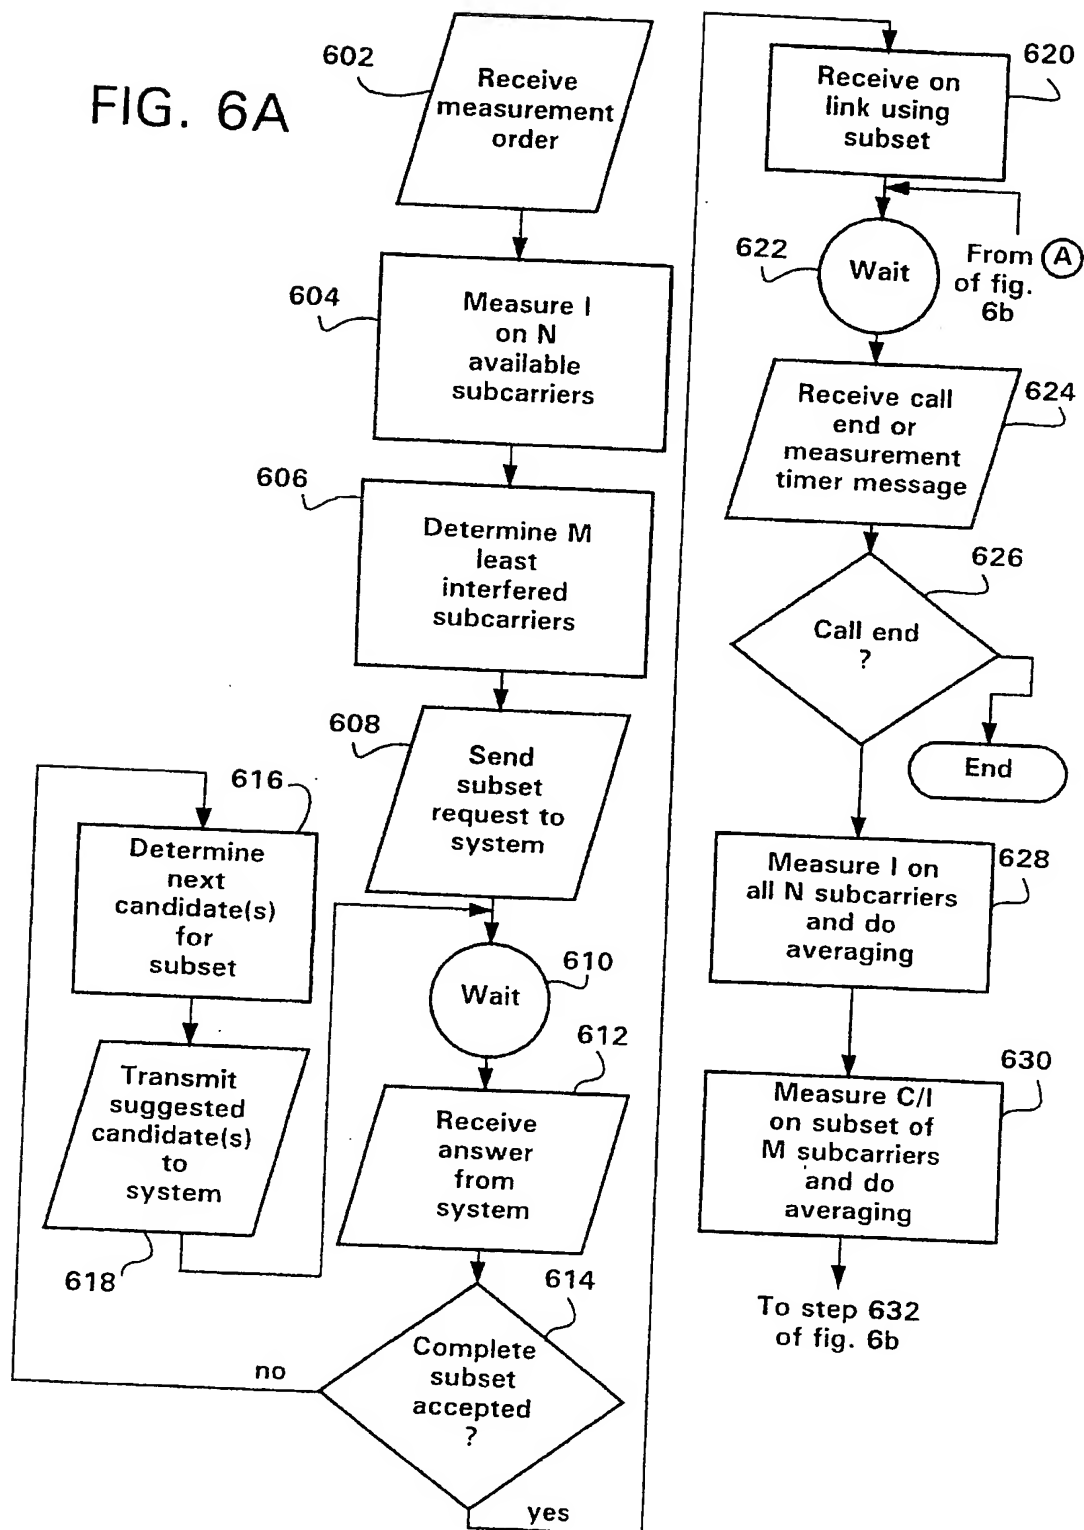 FIG. 6A
602
Receive
measurement
order
604
Measure I
on N
available
subcarriers
606
Determine M
least
interfered
subcarriers
608
Send
subset
request to
system
610
Wait
612
Receive
answer
from
system
614
Complete
subset
accepted
?
no
yes
616
Determine
next
candidate(s)
for
subset
Transmit
suggested
candidate(s)
to
system
618
620
Receive on
link using
subset
622
Wait
From A
of fig.
6b
624
Receive call
end or
measurement
timer message
626
Call end
?
End
628
Measure I on
all N subcarriers
and do
averaging
630
Measure C/I
on subset of
M subcarriers
and do
averaging
To step 632
of fig. 6b